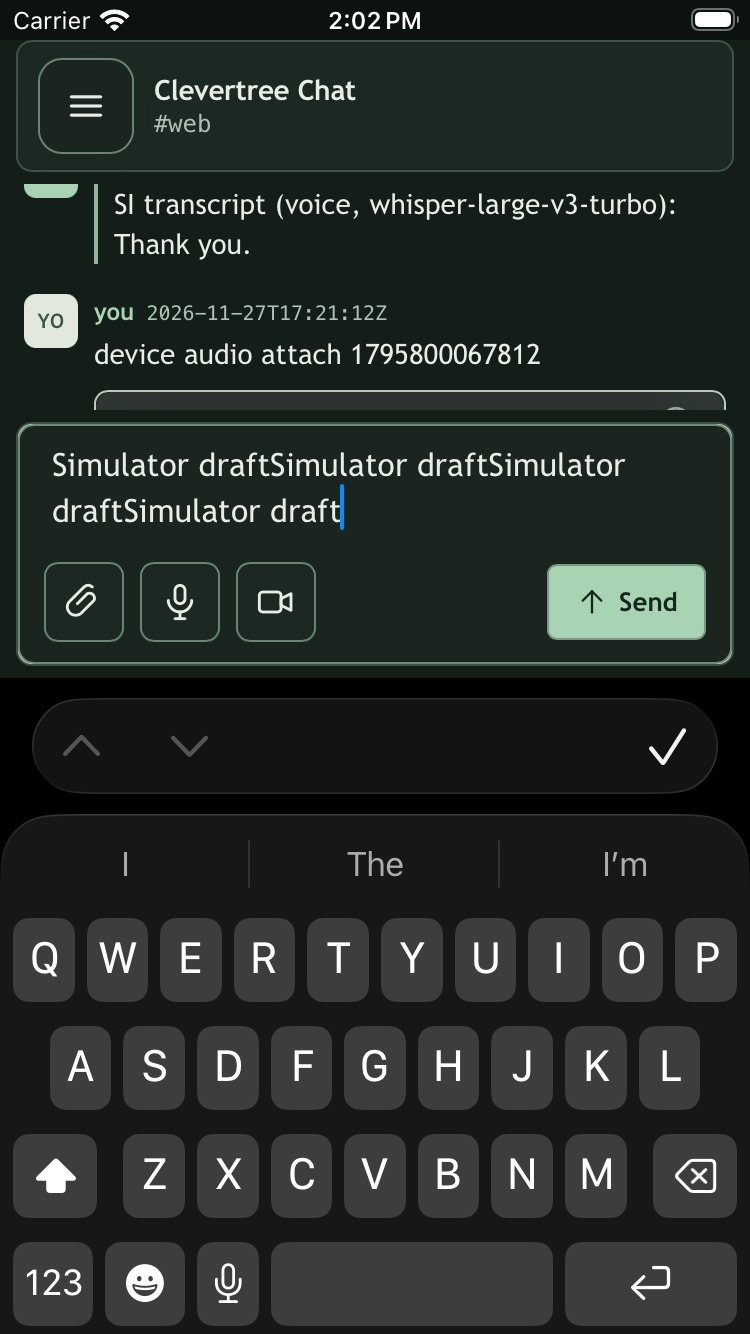 Carrier 2:02 PM
Clevertree Chat
#web
SI transcript (voice, whisper-large-v3-turbo):
Thank you.
YO you 2026-11-27T17:21:12Z
device audio attach 1795800067812
Simulator draftSimulator draftSimulator
draftSimulator draft
Send
I The I'm
Q W E R T Y U I O P
A S D F G H J K L
Z X C V B N M
123